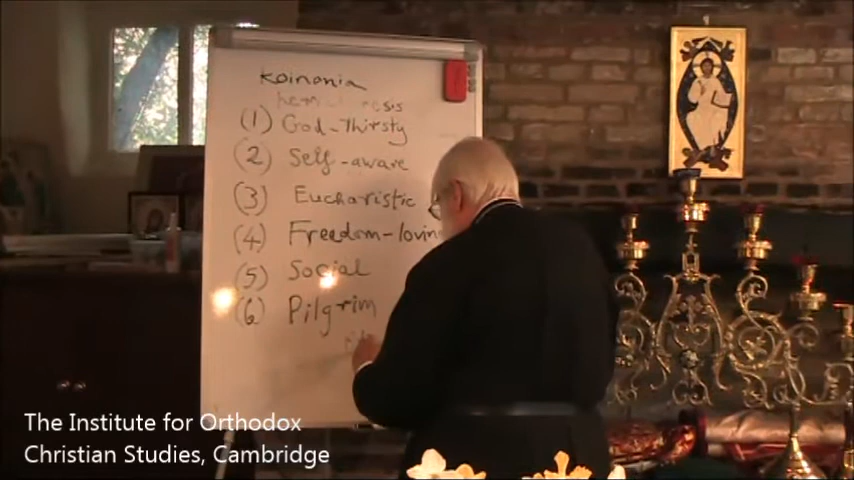 koinonia
(1) God-Thirsty
(2) Self-aware
(3) Eucharistic
(4) Freedom-loving
(5) Social
(6) Pilgrim
The Institute for Orthodox
Christian Studies, Cambridge